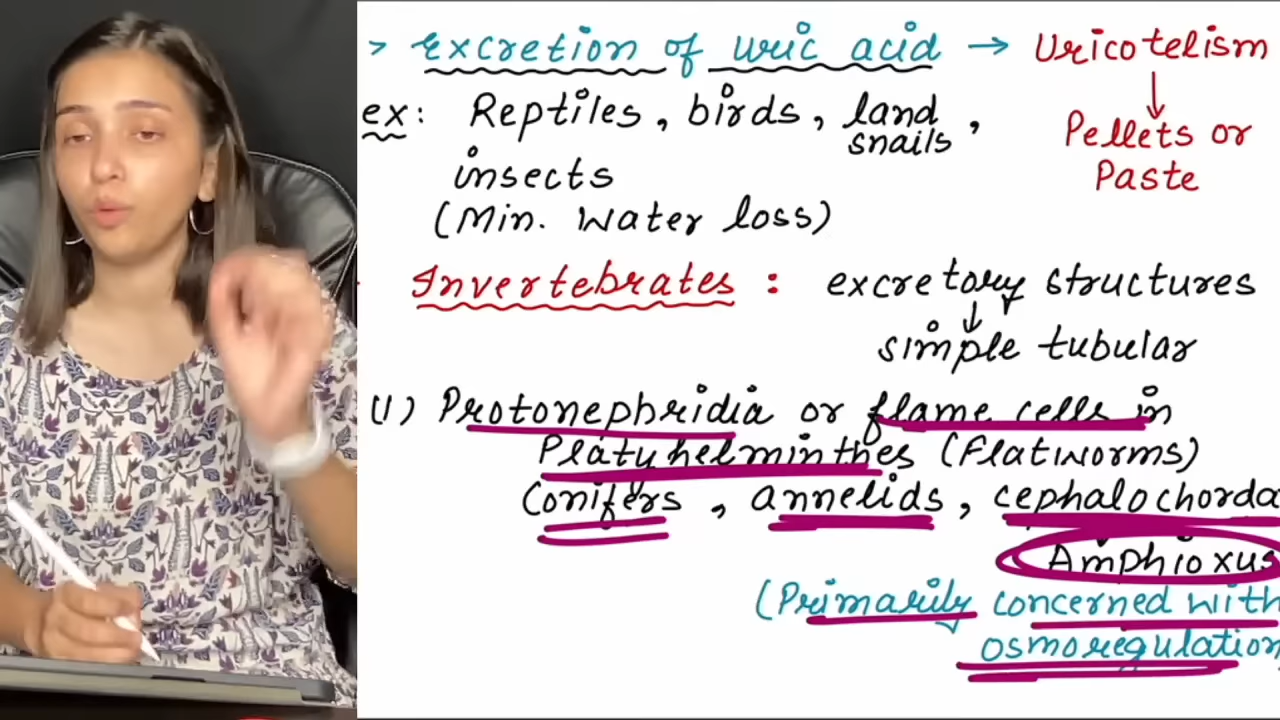 > excretion of uric acid → Uricotelism
ex: Reptiles, birds, land snails,
insects
(Min. Water loss)
↓
Pellets or
Paste
Invertebrates : excretory structures
↓
simple tubular
(1) Protonephridia or flame cells in
Platyhelminthes (Flatworms)
Conifers, annelids, cephalochorda
Amphioxus
(Primarily concerned with
osmoregulation